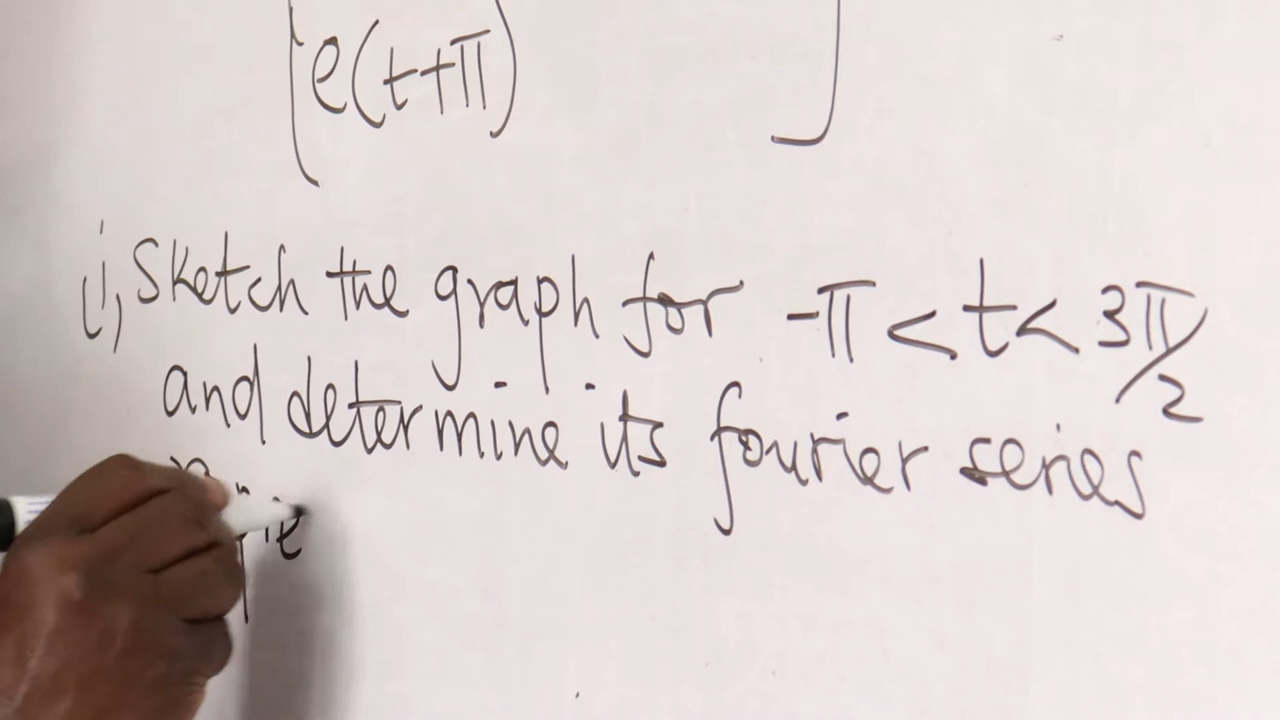 e(t+π)
i, Sketch the graph for -π < t < 3π/2
and determine its fourier series